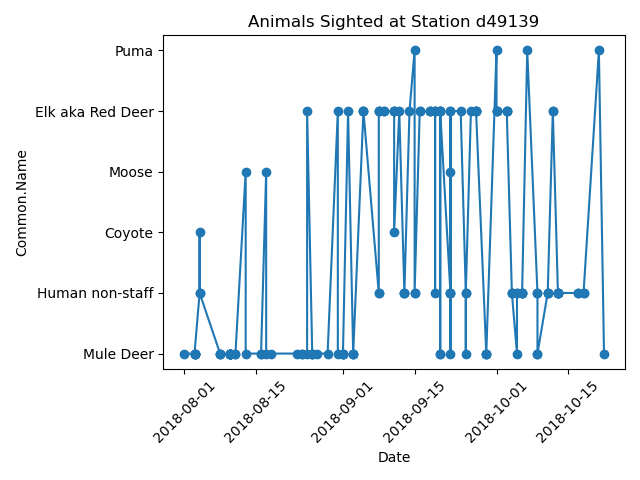 Animals Sighted at Station d49139
Puma
Elk aka Red Deer
Moose
Coyote
Human non-staff
Mule Deer
Common.Name
2018-08-01
2018-08-15
2018-09-01
2018-09-15
2018-10-01
2018-10-15
Date